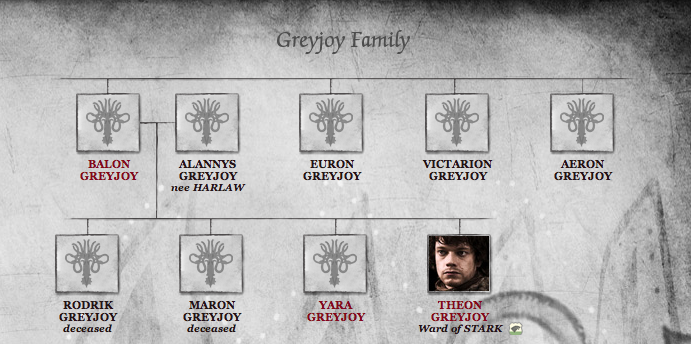 Greyjoy Family
BALON
GREYJOY
ALANNYS
GREYJOY
nee HARLAW
EURON
GREYJOY
VICTARION
GREYJOY
AERON
GREYJOY
RODRIK
GREYJOY
deceased
MARON
GREYJOY
deceased
YARA
GREYJOY
THEON
GREYJOY
Ward of STARK